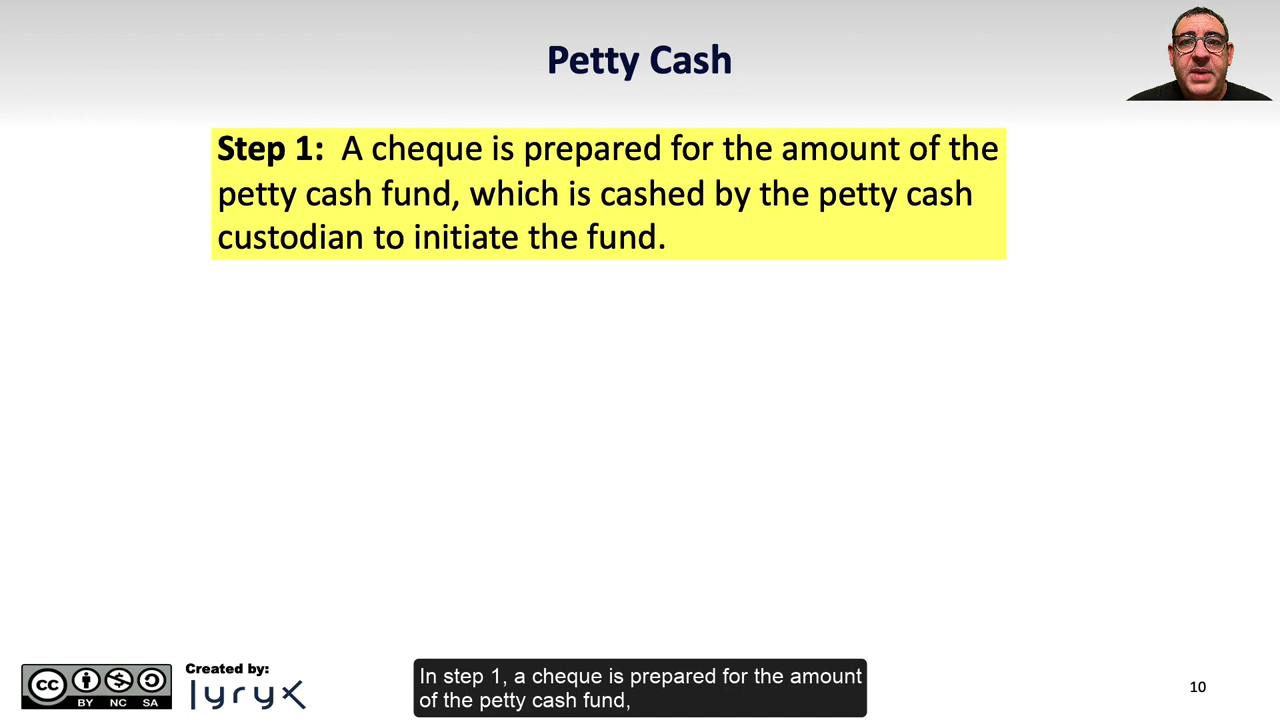 Petty Cash
Step 1: A cheque is prepared for the amount of the
petty cash fund, which is cashed by the petty cash
custodian to initiate the fund.
cc
BY NC SA
Created by:
lyryx
In step 1, a cheque is prepared for the amount
of the petty cash fund,
10